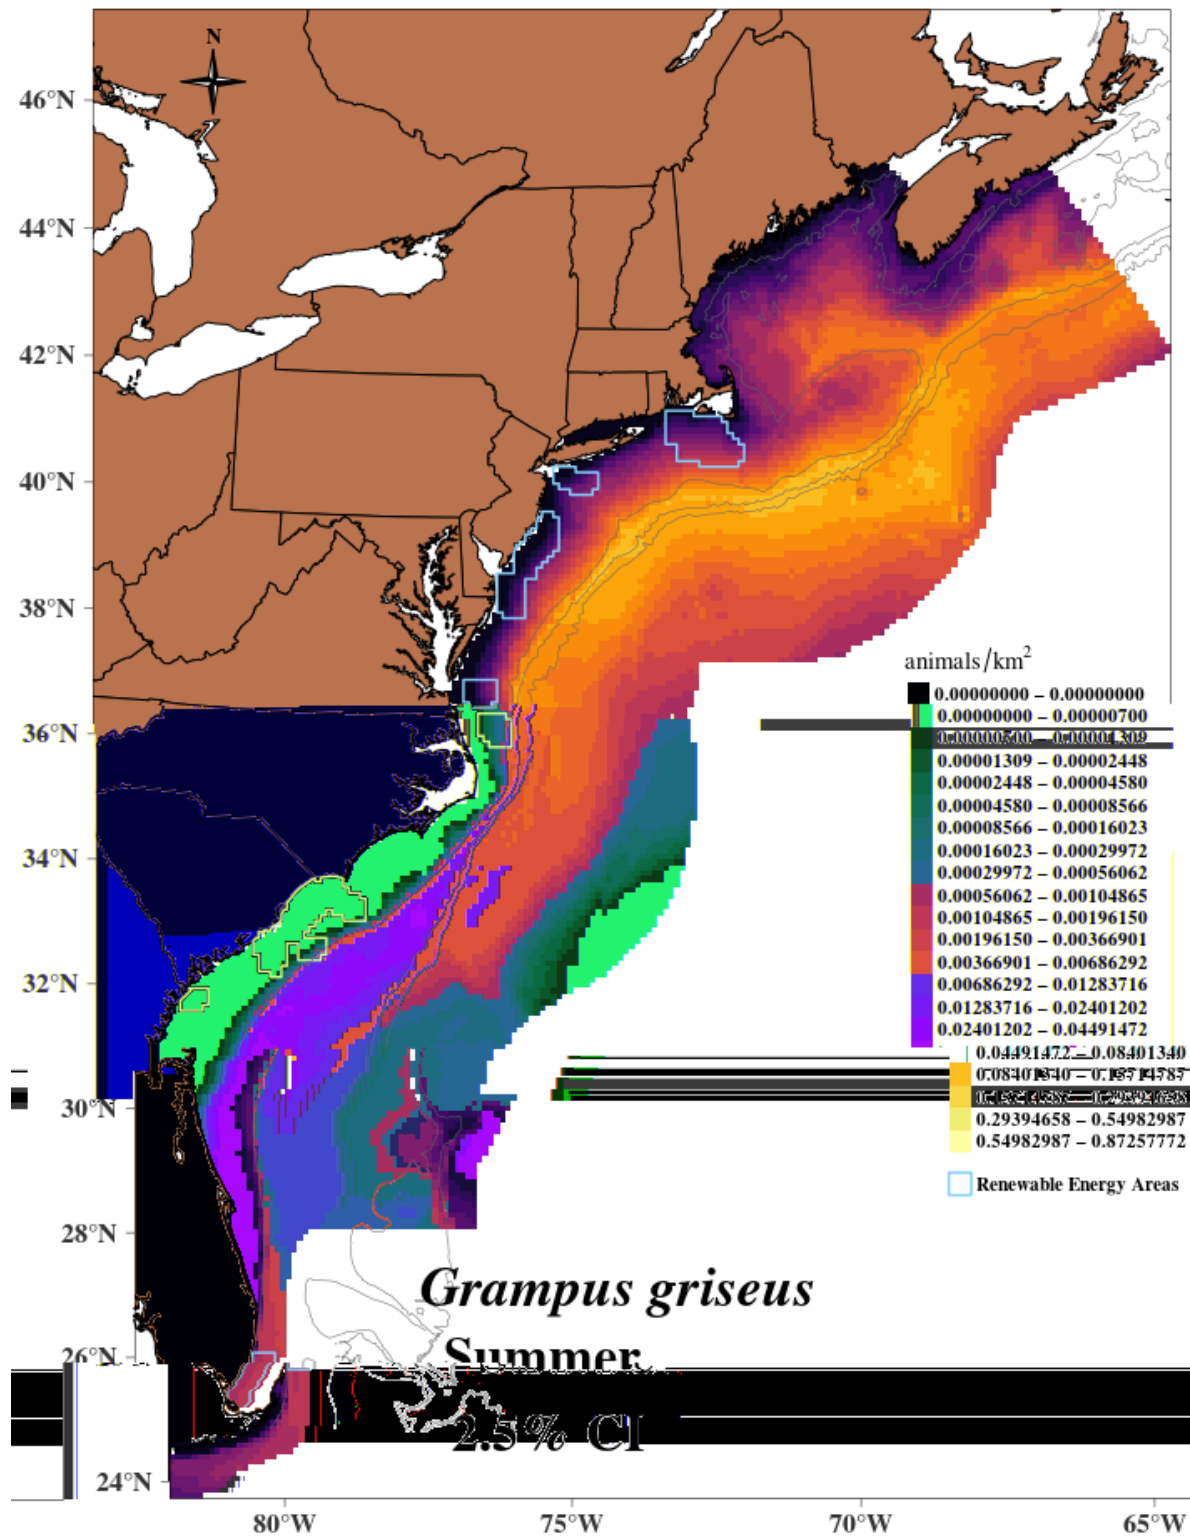 N
46°N
44°N
42°N
40°N
38°N
36°N
34°N
32°N
30°N
28°N
26°N
24°N
80°W
75°W
70°W
65°W
animals/km²
0.00000000 – 0.00000000
0.00000000 – 0.00000700
0.00001309 – 0.00002448
0.00002448 – 0.00004580
0.00004580 – 0.00008566
0.00008566 – 0.00016023
0.00016023 – 0.00029972
0.00029972 – 0.00056062
0.00056062 – 0.00104865
0.00104865 – 0.00196150
0.00196150 – 0.00366901
0.00366901 – 0.00686292
0.00686292 – 0.01283716
0.01283716 – 0.02401202
0.02401202 – 0.04491472
0.04491472 – 0.08401340
0.08401340 – 0.15714787
0.29394658 – 0.54982987
0.54982987 – 0.87257772
Renewable Energy Areas
Grampus griseus
Summer
2.5% CI